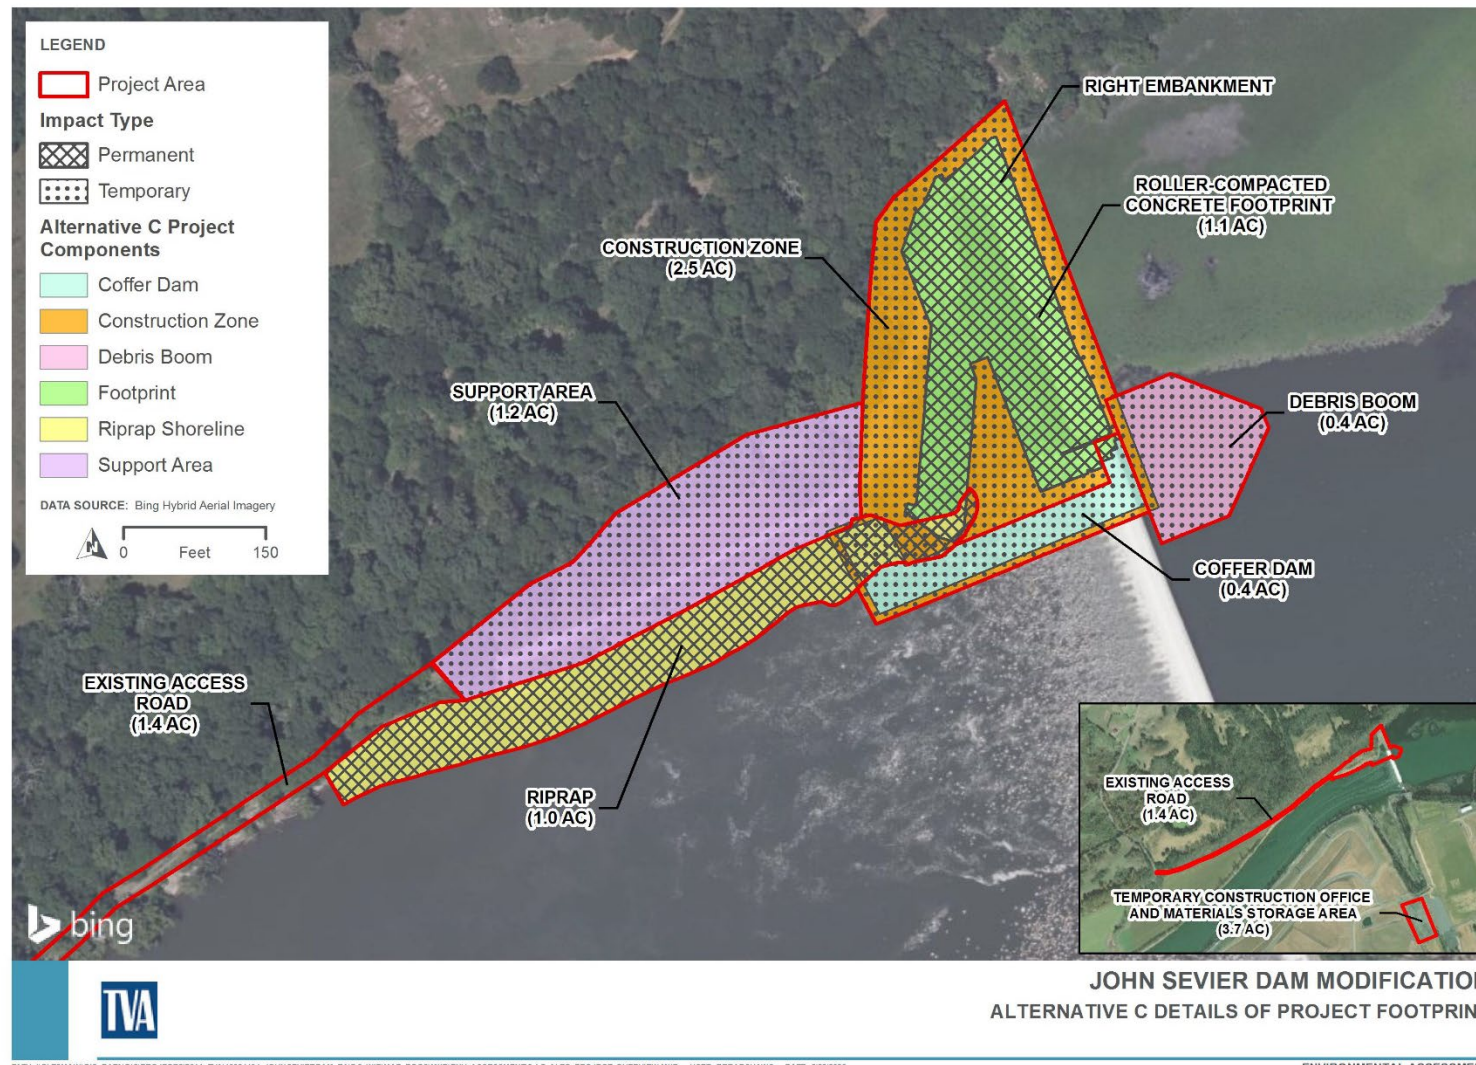 LEGEND
Project Area
Impact Type
Permanent
Temporary
Alternative C Project
Components
Coffer Dam
Construction Zone
Debris Boom
Footprint
Riprap Shoreline
Support Area
DATA SOURCE: Bing Hybrid Aerial Imagery
N
0 Feet 150
RIGHT EMBANKMENT
ROLLER-COMPACTED
CONCRETE FOOTPRINT
(1.1 AC)
CONSTRUCTION ZONE
(2.5 AC)
SUPPORT AREA
(1.2 AC)
DEBRIS BOOM
(0.4 AC)
COFFER DAM
(0.4 AC)
EXISTING ACCESS
ROAD
(1.4 AC)
RIPRAP
(1.0 AC)
EXISTING ACCESS
ROAD
(1.4 AC)
TEMPORARY CONSTRUCTION OFFICE
AND MATERIALS STORAGE AREA
(3.7 AC)
bing
TVA
JOHN SEVIER DAM MODIFICATION
ALTERNATIVE C DETAILS OF PROJECT FOOTPRIN